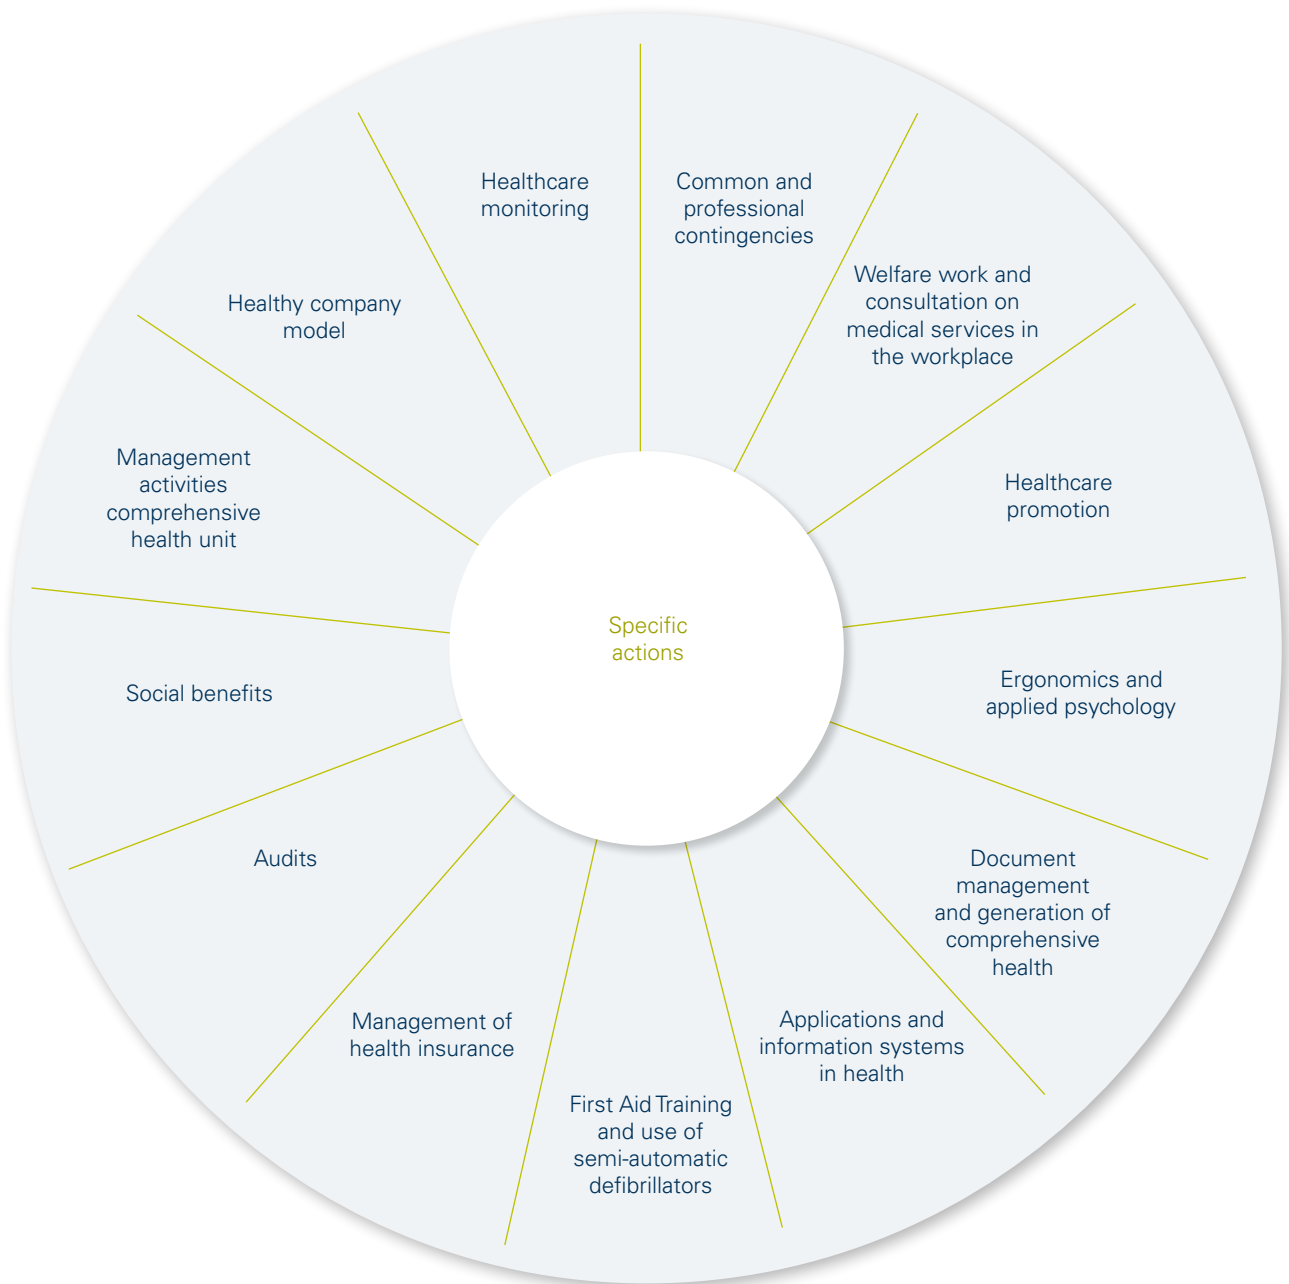 Healthcare
monitoring
Common and
professional
contingencies
Welfare work and
consultation on
medical services in
the workplace
Healthcare
promotion
Ergonomics and
applied psychology
Document
management
and generation of
comprehensive
health
Applications and
information systems
in health
First Aid Training
and use of
semi-automatic
defibrillators
Management of
health insurance
Audits
Social benefits
Management
activities
comprehensive
health unit
Healthy company
model
Specific
actions